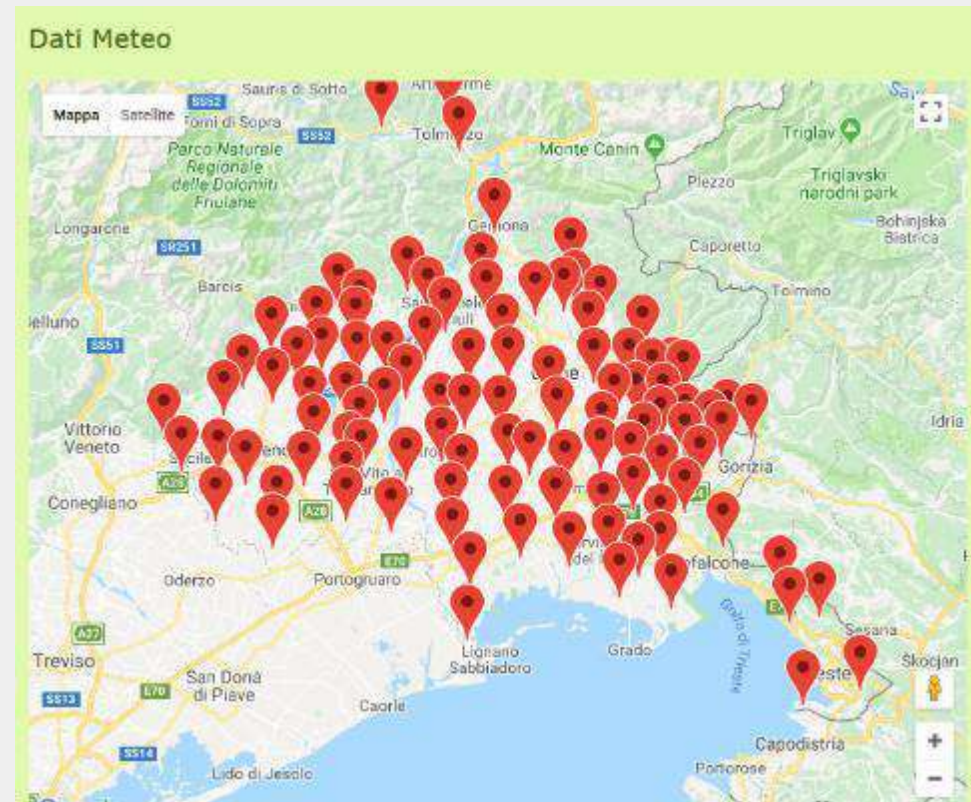 Dati Meteo
Mappa
Satellite
Sauris di Sotto
SS52
Forni di Sopra
SS52
Tolmezzo
Parco Naturale
Regionale
delle Dolomiti
Friulane
Monte Canin
Triglav
Plezzo
Triglavski
narodni park
Longarone
SR251
Gemona
Bohinjska
Bistrica
Caporetto
Barcis
Tolmino
SS51
Idria
Vittorio
Veneto
A28
Gorizia
Conegliano
A28
E70
Oderzo
Portogruaro
A27
Sesana
Treviso
Lignano
Sabbiadoro
Grado
Golfo di Trieste
Skocjan
San Donà
di Piave
E70
SS13
Caorle
SS14
Capodistria
Lido di Jesolo
Portorose
+
−